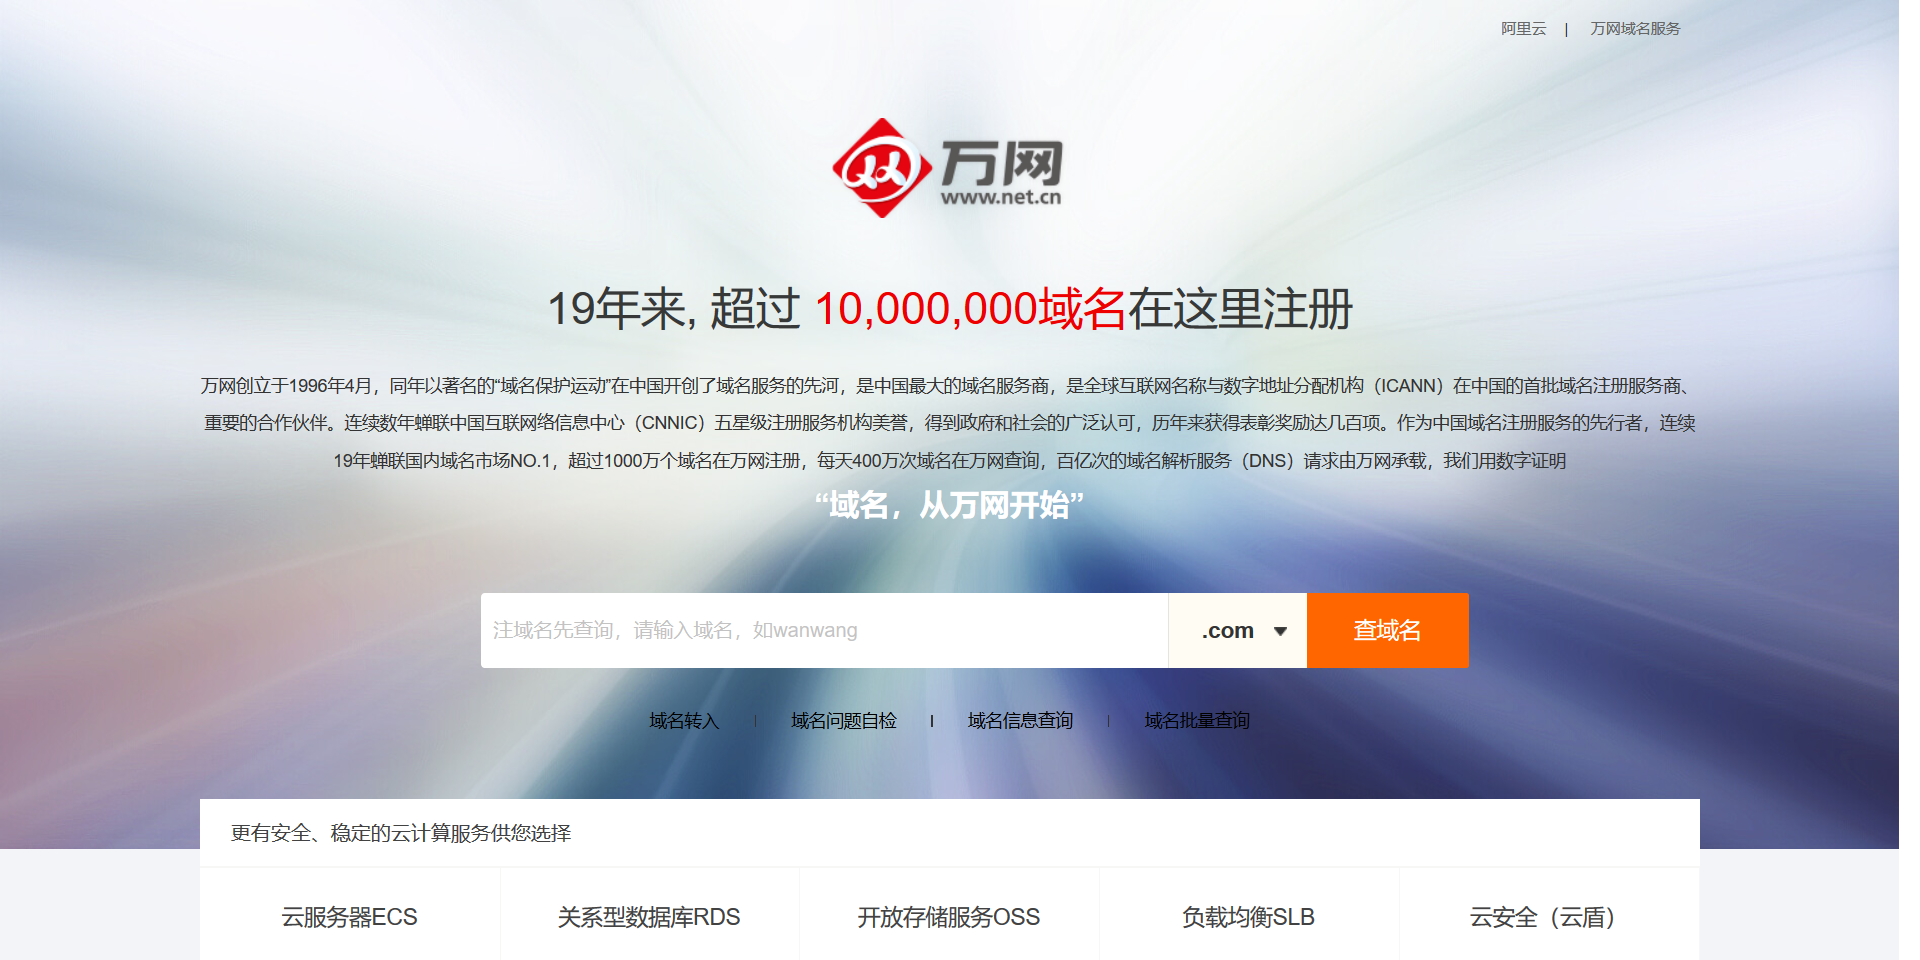 阿里云 | 万网域名服务
万网
www.net.cn
19年来, 超过 10,000,000域名在这里注册
万网创立于1996年4月，同年以著名的“域名保护运动”在中国开创了域名服务的先河，是中国最大的域名服务商，是全球互联网名称与数字地址分配机构（ICANN）在中国的首批域名注册服务商、
重要的合作伙伴。连续数年蝉联中国互联网络信息中心（CNNIC）五星级注册服务机构美誉，得到政府和社会的广泛认可，历年来获得表彰奖励达几百项。作为中国域名注册服务的先行者，连续
19年蝉联国内域名市场NO.1，超过1000万个域名在万网注册，每天400万次域名在万网查询，百亿次的域名解析服务（DNS）请求由万网承载，我们用数字证明
“域名，从万网开始”
注域名先查询，请输入域名，如wanwang .com 查域名
域名转入 | 域名问题自检 | 域名信息查询 | 域名批量查询
更有安全、稳定的云计算服务供您选择
云服务器ECS 关系型数据库RDS 开放存储服务OSS 负载均衡SLB 云安全（云盾）